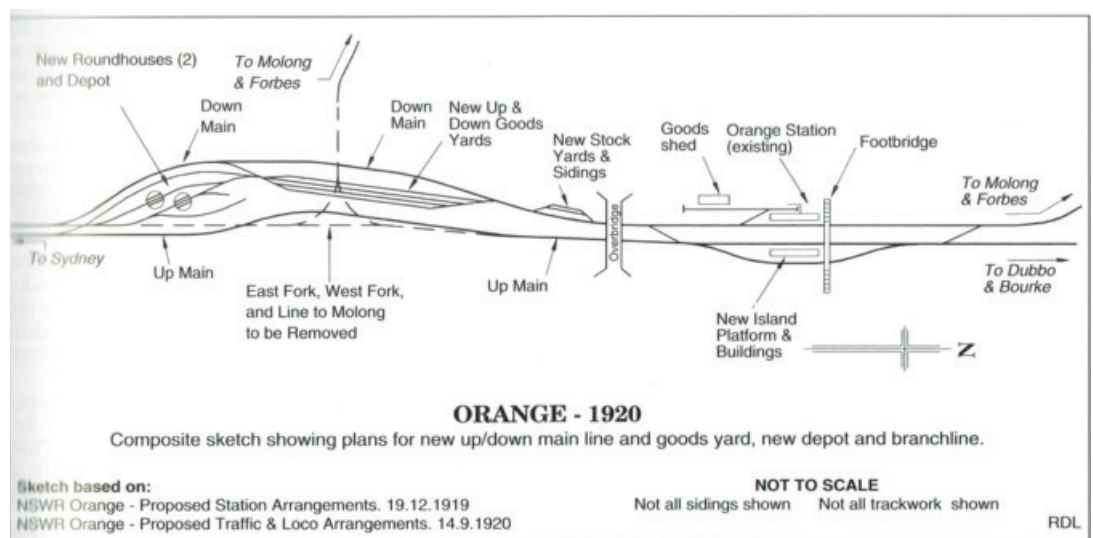 New Roundhouses (2)
and Depot
To Molong
& Forbes
Down
Main
Down
Main
New Up &
Down Goods
Yards
New Stock
Yards &
Sidings
Goods
shed
Orange Station
(existing)
Footbridge
To Molong
& Forbes
Overbridge
To Sydney
Up Main
East Fork, West Fork,
and Line to Molong
to be Removed
Up Main
To Dubbo
& Bourke
New Island
Platform &
Buildings
N
ORANGE - 1920
Composite sketch showing plans for new up/down main line and goods yard, new depot and branchline.
Sketch based on:
NSWR Orange - Proposed Station Arrangements. 19.12.1919
NSWR Orange - Proposed Traffic & Loco Arrangements. 14.9.1920
NOT TO SCALE
Not all sidings shown Not all trackwork shown
RDL